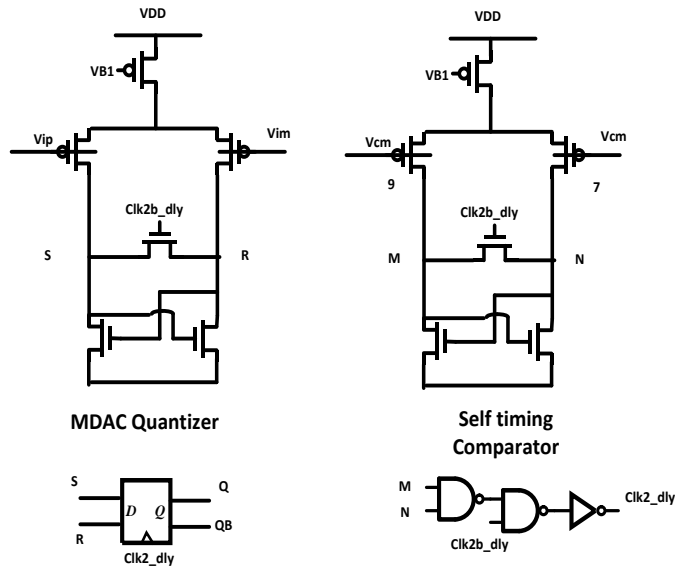 VDD
VDD
VB1
VB1
Vip
Vim
Vcm
Vcm
9
7
Clk2b_dly
Clk2b_dly
S
R
M
N
MDAC Quantizer
Self timing
Comparator
S
Q
D
Q
R
QB
Clk2_dly
M
N
Clk2b_dly
Clk2_dly